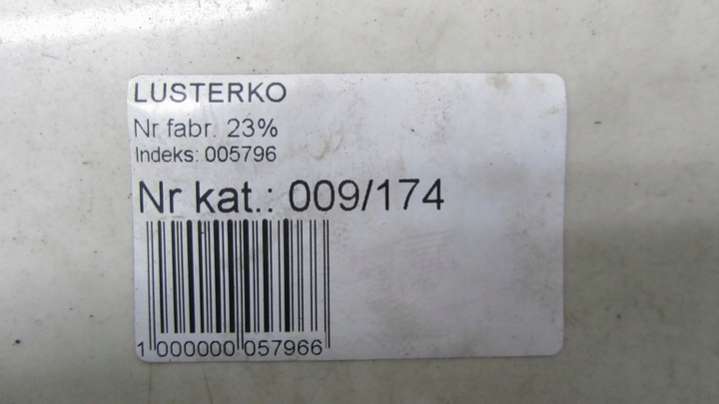 LUSTERKO
Nr fabr. 23%
Indeks: 005796
Nr kat.: 009/174
1 000000 057966